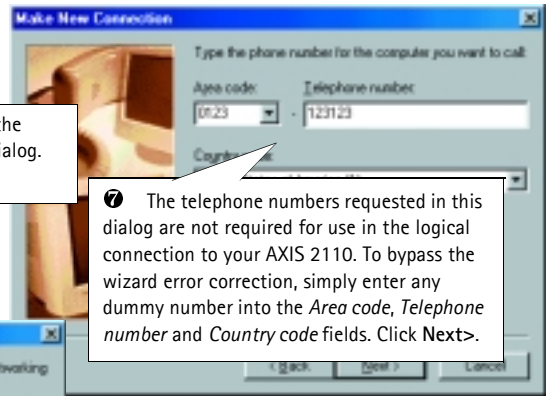 Make New Connection
Type the phone number for the computer you want to call:
Area code: Telephone number:
0123 - 123123
the
ialog.
❼ The telephone numbers requested in this
dialog are not required for use in the logical
connection to your AXIS 2110. To bypass the
wizard error correction, simply enter any
dummy number into the Area code, Telephone
number and Country code fields. Click Next>.
< Back Next > Cancel